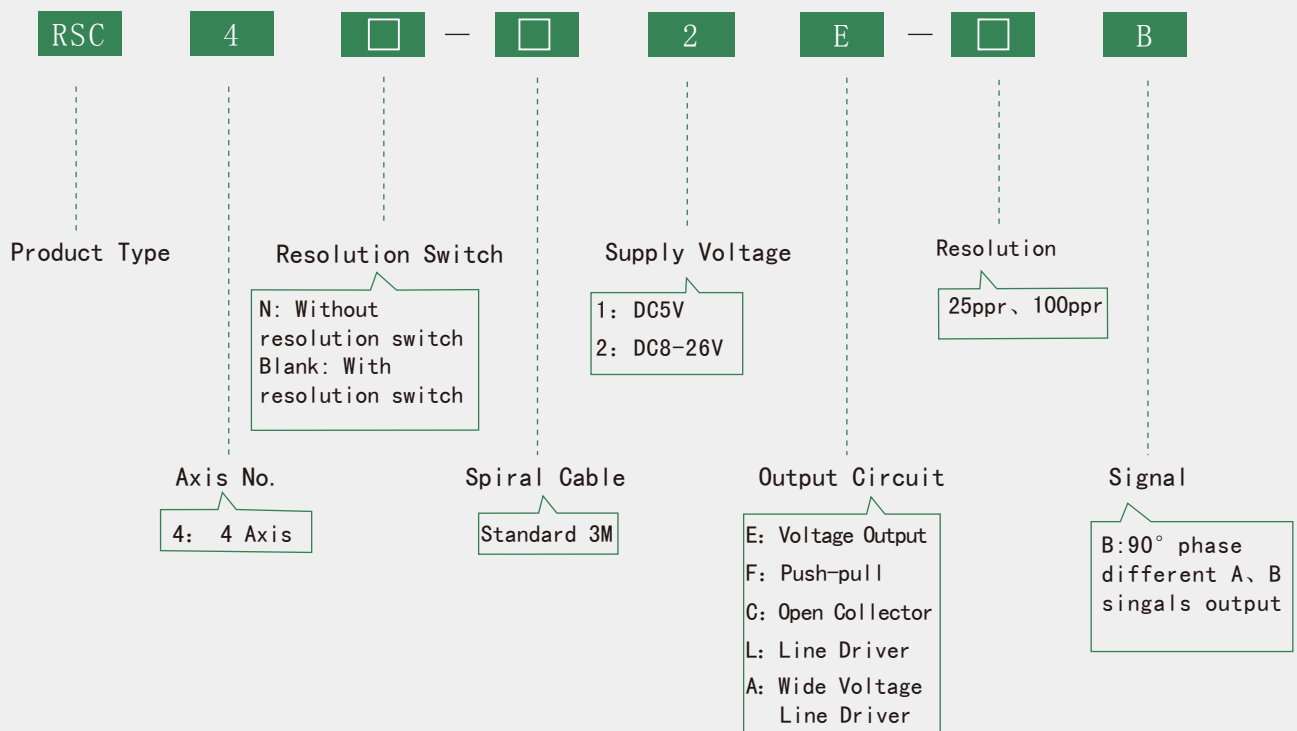 RSC 4 □ — □ 2 E — □ B
Product Type
Resolution Switch
N: Without
resolution switch
Blank: With
resolution switch
Supply Voltage
1: DC5V
2: DC8-26V
Resolution
25ppr、100ppr
Axis No.
4: 4 Axis
Spiral Cable
Standard 3M
Output Circuit
E: Voltage Output
F: Push-pull
C: Open Collector
L: Line Driver
A: Wide Voltage
Line Driver
Signal
B:90° phase
different A、B
singals output